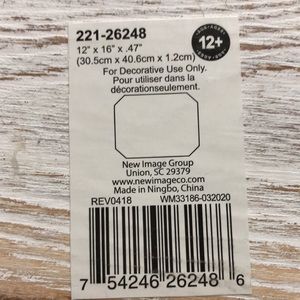 221-26248
12" x 16" x .47"
(30.5cm x 40.6cm x 1.2cm)
12+
For Decorative Use Only.
Pour utiliser dans la
décorationseulement.
New Image Group
Union, SC 29379
www.newimageco.com
Made in Ningbo, China
REV0418 WM33186-032020
7 54246 26248 6